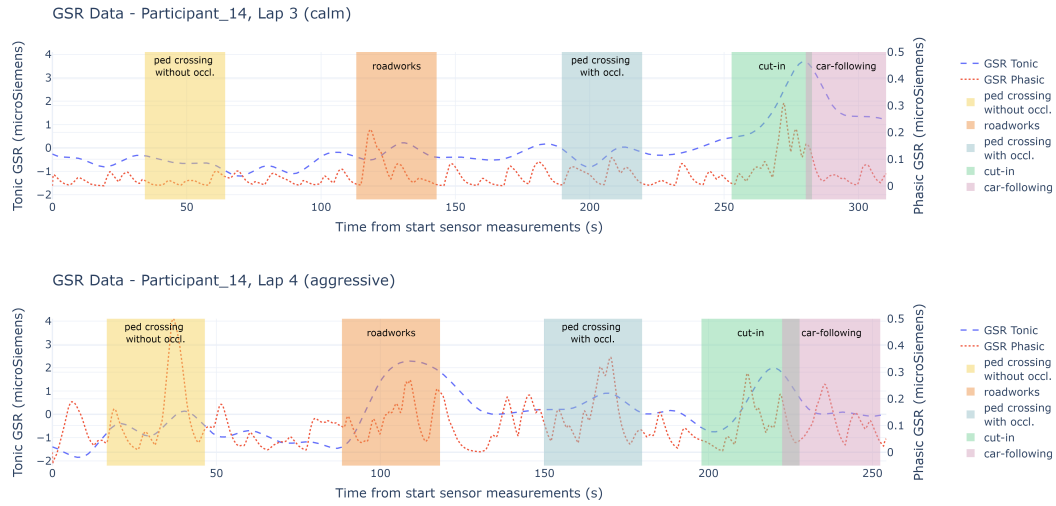 GSR Data - Participant_14, Lap 3 (calm)
Tonic GSR (microSiemens)
4
3
2
1
0
−1
−2
ped crossing
without occl.
roadworks
ped crossing
with occl.
cut-in
car-following
0.5
0.4
0.3
0.2
0.1
0
Phasic GSR (microSiemens)
0
50
100
150
200
250
300
Time from start sensor measurements (s)
GSR Tonic
GSR Phasic
ped crossing
without occl.
roadworks
ped crossing
with occl.
cut-in
car-following
GSR Data - Participant_14, Lap 4 (aggressive)
Tonic GSR (microSiemens)
4
3
2
1
0
−1
−2
ped crossing
without occl.
roadworks
ped crossing
with occl.
cut-in
car-following
0.5
0.4
0.3
0.2
0.1
0
Phasic GSR (microSiemens)
0
50
100
150
200
250
Time from start sensor measurements (s)
GSR Tonic
GSR Phasic
ped crossing
without occl.
roadworks
ped crossing
with occl.
cut-in
car-following